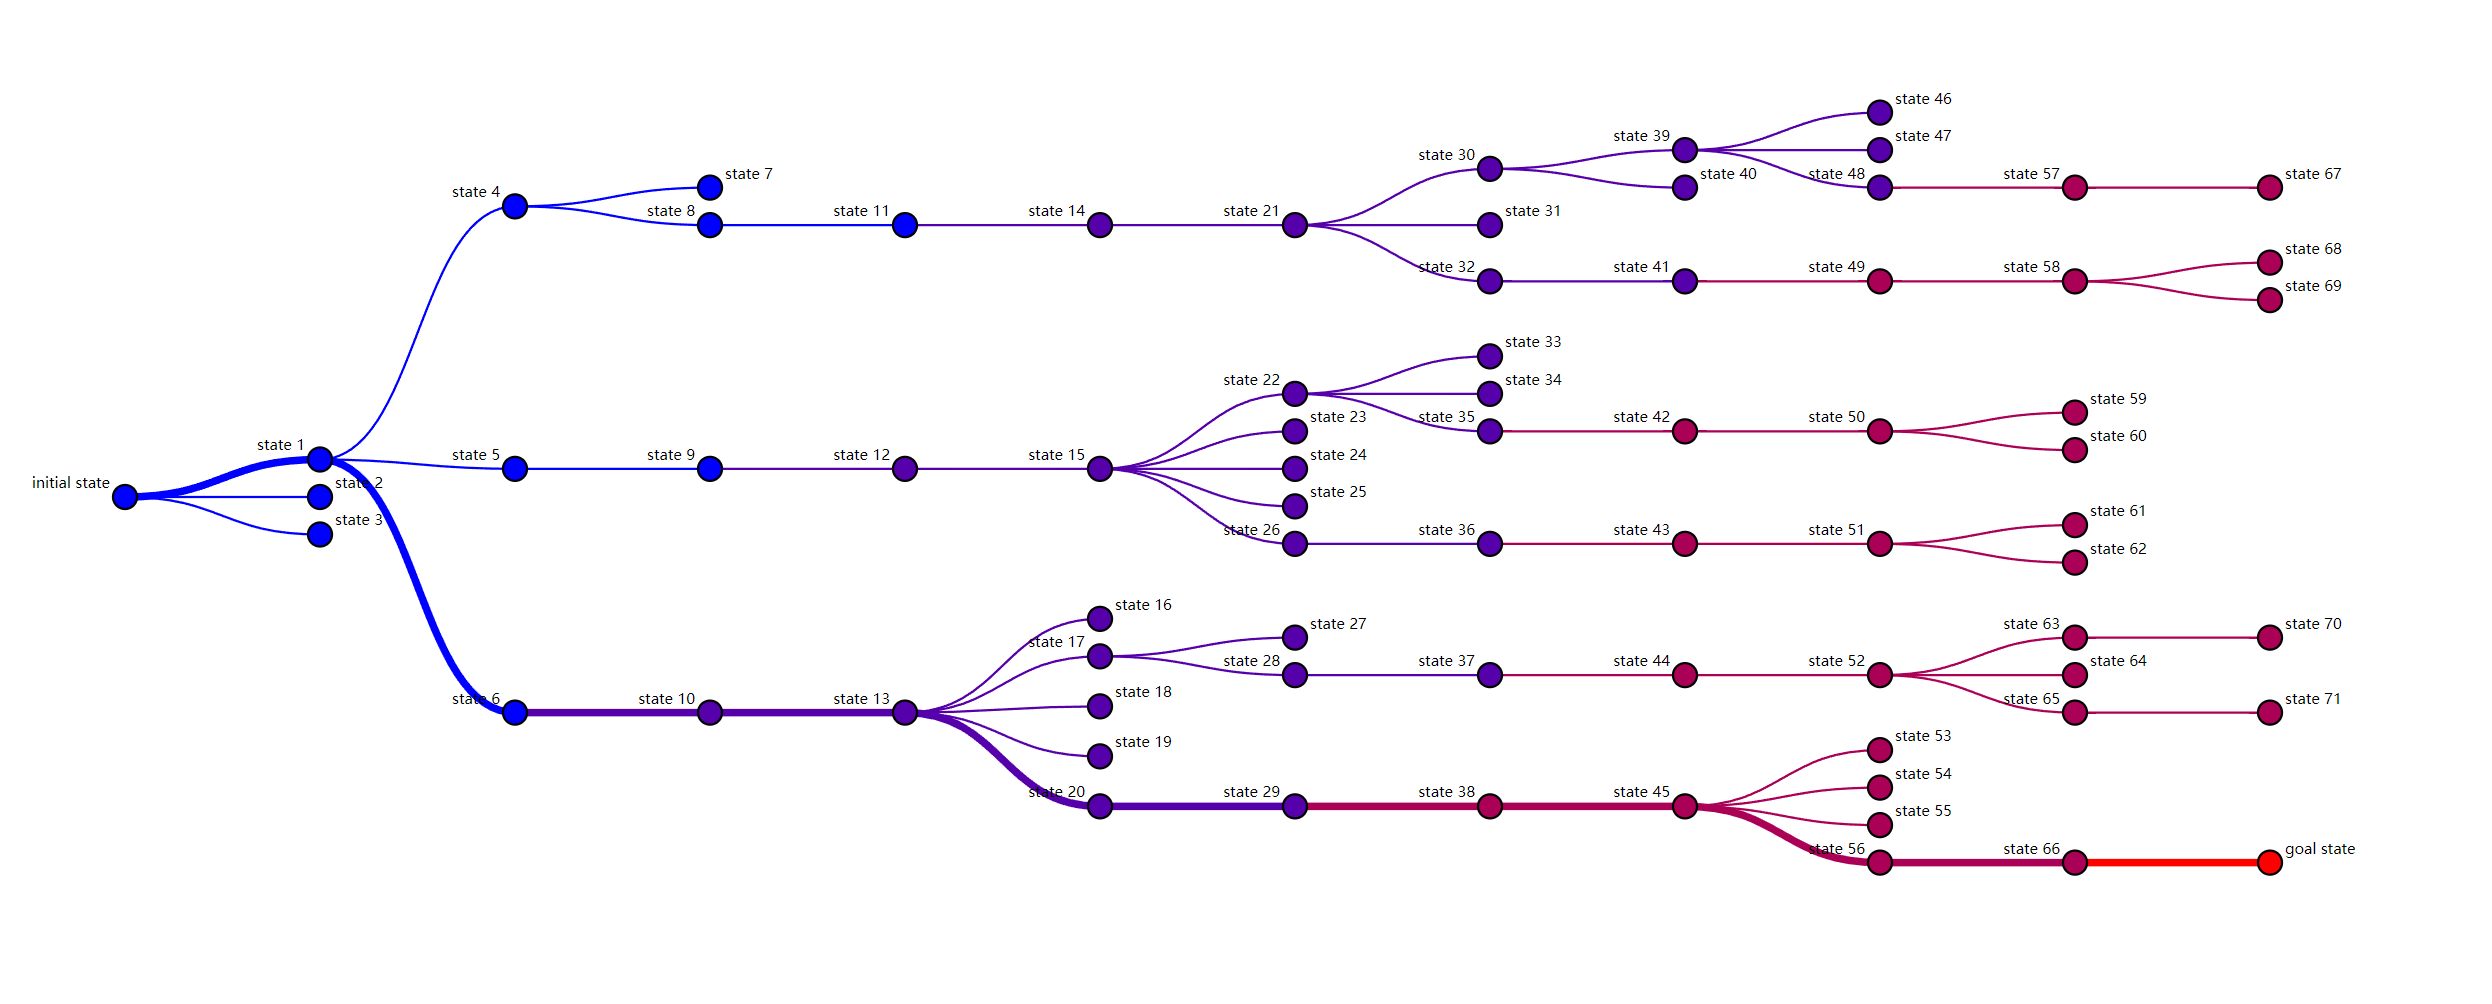 initial state
state 1
state 2
state 3
state 4
state 5
state 6
state 7
state 8
state 9
state 10
state 11
state 12
state 13
state 14
state 15
state 16
state 17
state 18
state 19
state 20
state 21
state 22
state 23
state 24
state 25
state 26
state 27
state 28
state 29
state 30
state 31
state 32
state 33
state 34
state 35
state 36
state 37
state 38
state 39
state 40
state 41
state 42
state 43
state 44
state 45
state 46
state 47
state 48
state 49
state 50
state 51
state 52
state 53
state 54
state 55
state 56
state 57
state 58
state 59
state 60
state 61
state 62
state 63
state 64
state 65
state 66
state 67
state 68
state 69
state 70
state 71
goal state